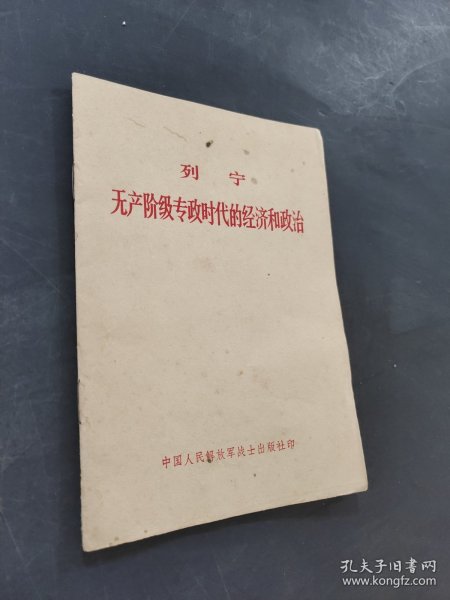 列宁
无产阶级专政时代的经济和政治
中国人民解放军战士出版社印
孔夫子旧书网
www.kongfz.com